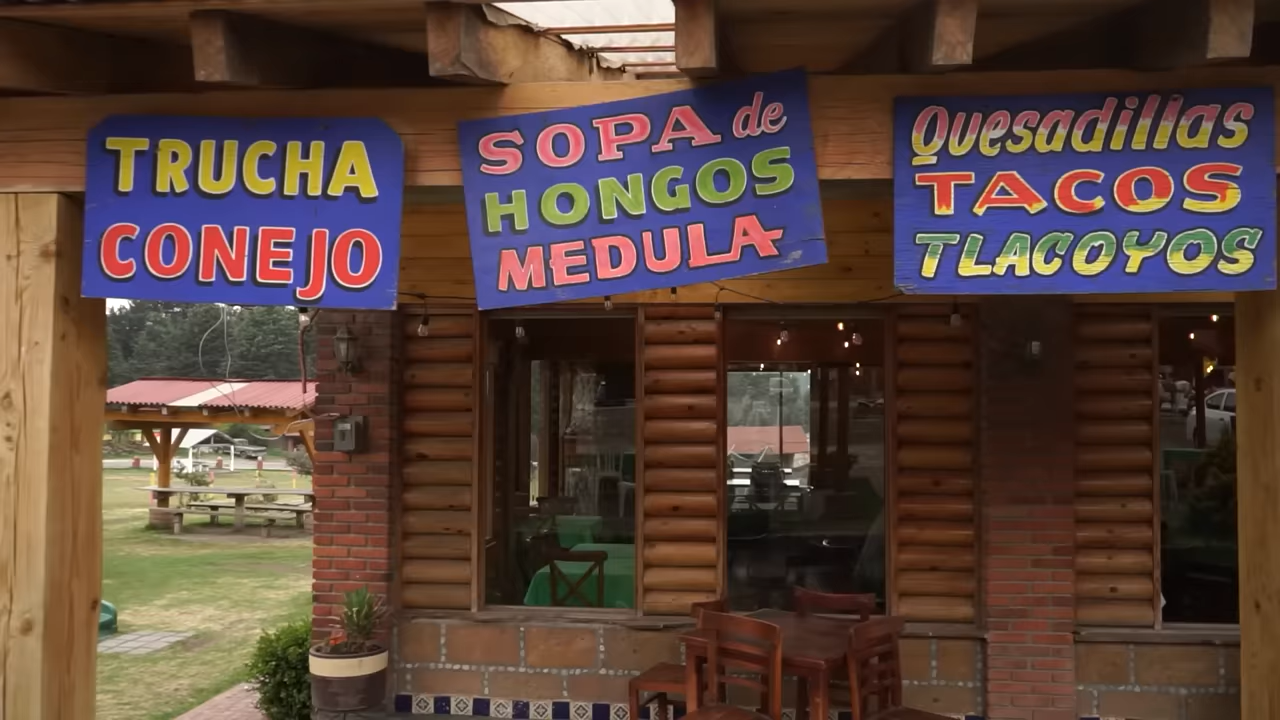 TRUCHA
CONEJO
SOPA de
HONGOS
MEDULA
Quesadillas
TACOS
TLACOYOS